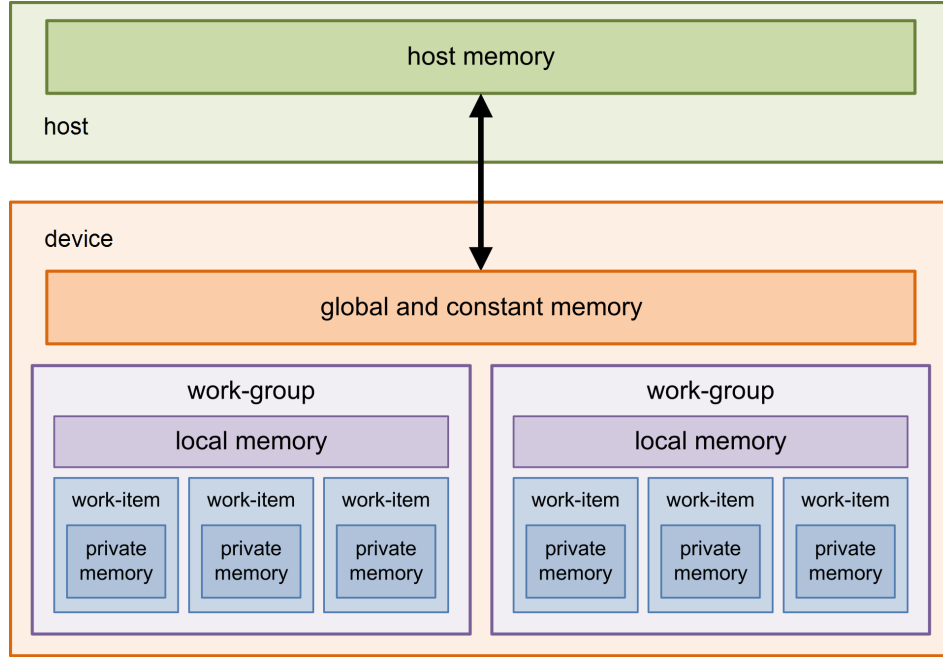 host memory
host
device
global and constant memory
work-group
local memory
work-item
private
memory
work-item
private
memory
work-item
private
memory
work-group
local memory
work-item
private
memory
work-item
private
memory
work-item
private
memory